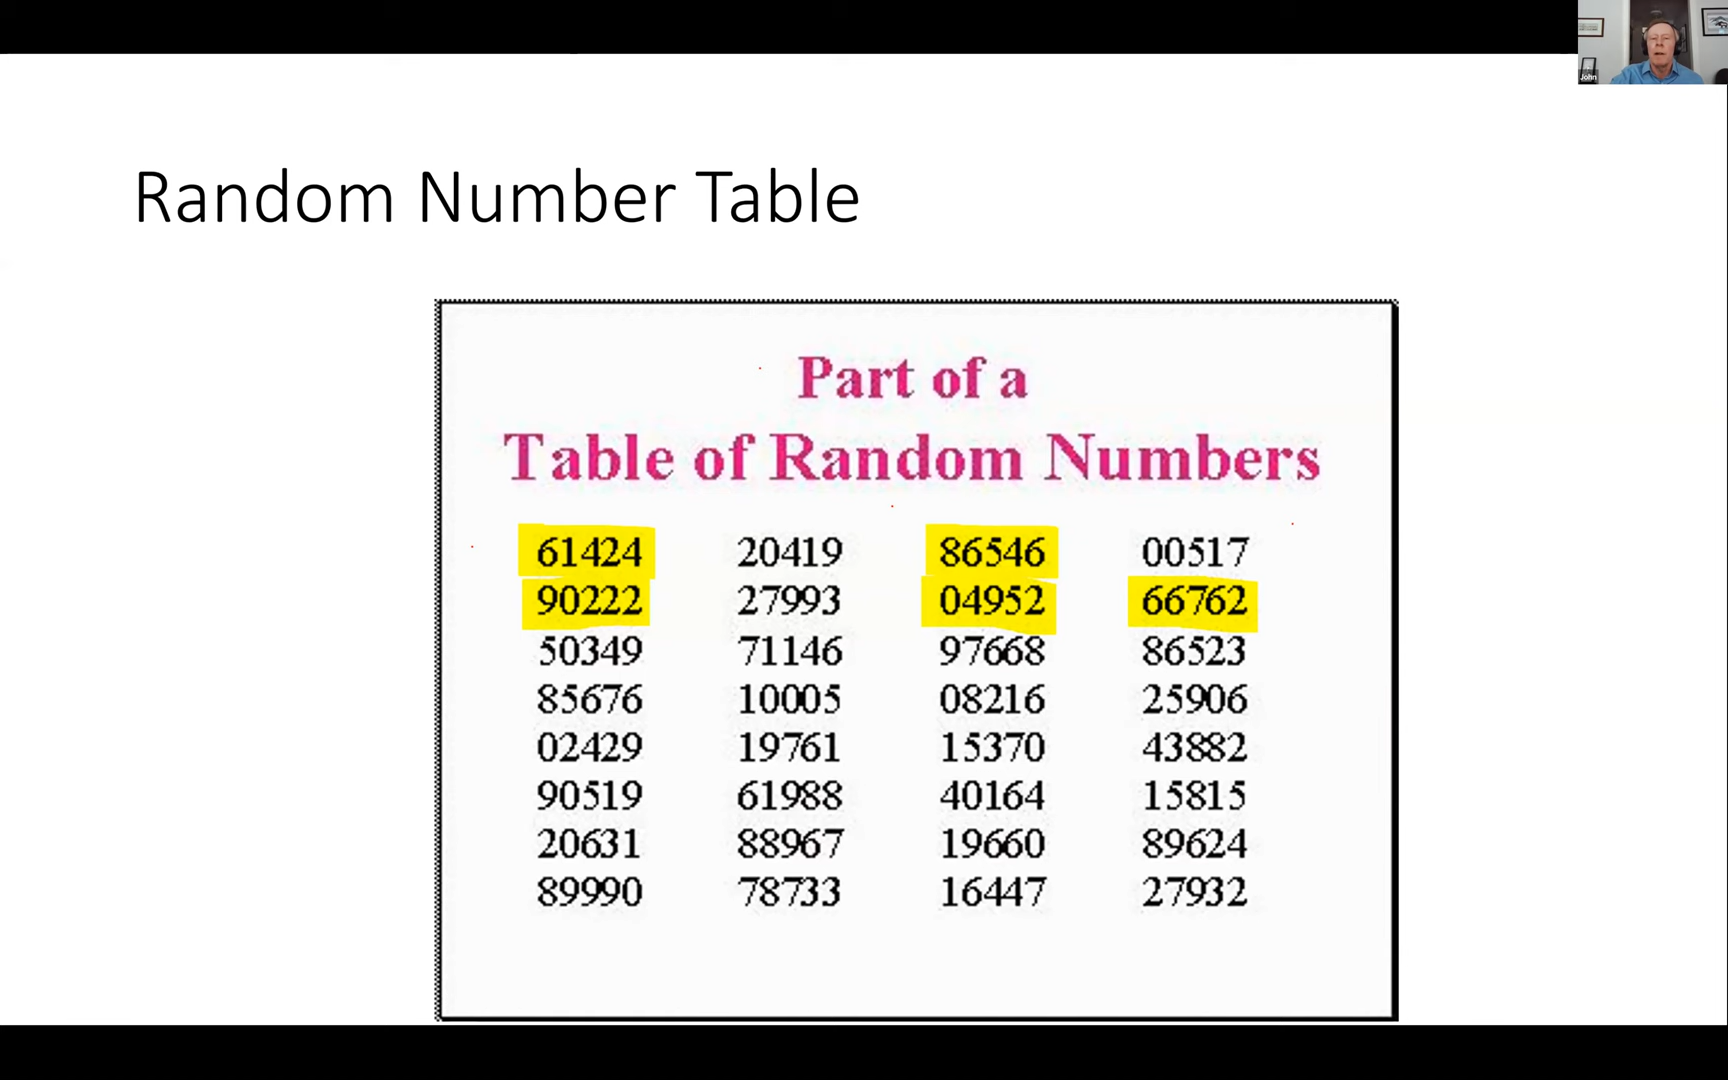 John
Random Number Table
Part of a
Table of Random Numbers
61424 20419 86546 00517
90222 27993 04952 66762
50349 71146 97668 86523
85676 10005 08216 25906
02429 19761 15370 43882
90519 61988 40164 15815
20631 88967 19660 89624
89990 78733 16447 27932